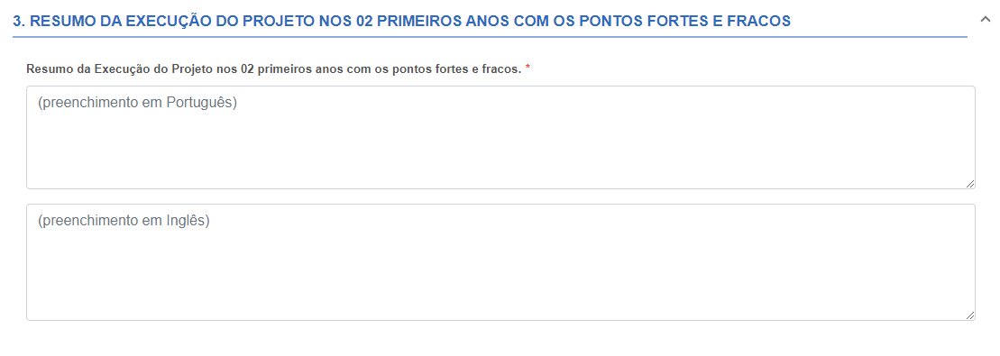 3. RESUMO DA EXECUÇÃO DO PROJETO NOS 02 PRIMEIROS ANOS COM OS PONTOS FORTES E FRACOS
Resumo da Execução do Projeto nos 02 primeiros anos com os pontos fortes e fracos. *
(preenchimento em Português)
(preenchimento em Inglês)